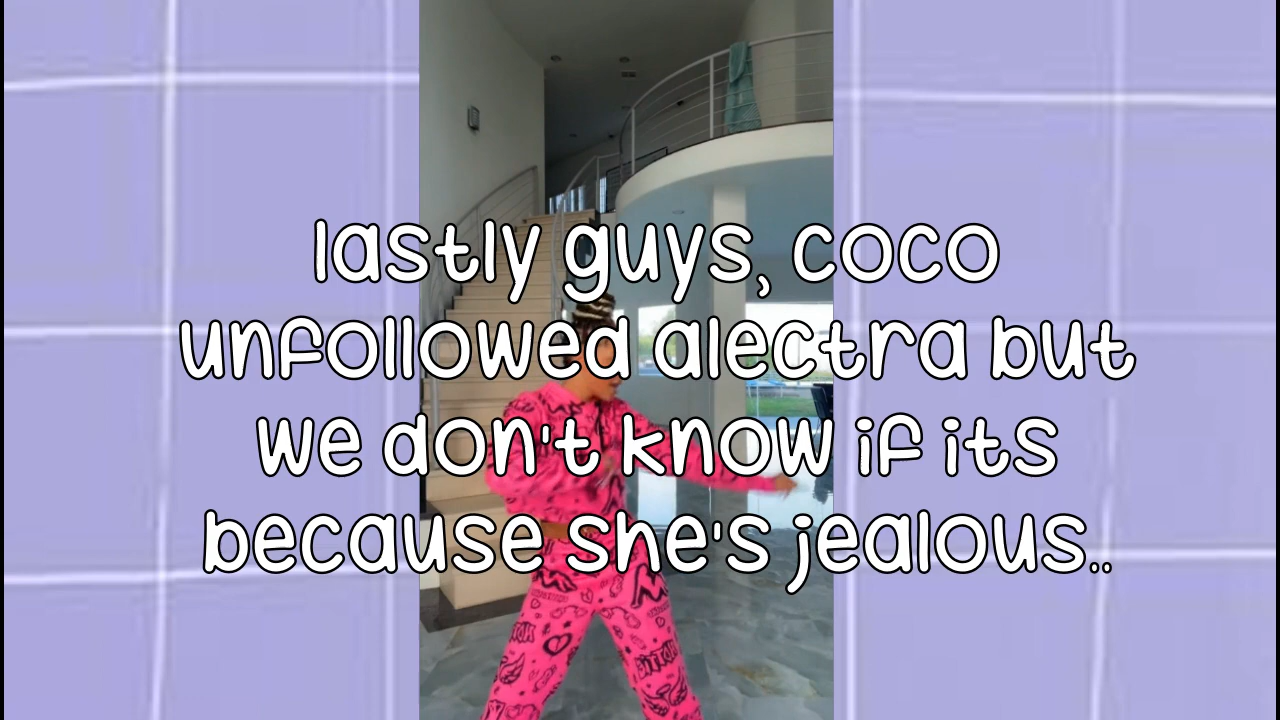 lastly guys, coco
unfollowed alectra but
we don't know if its
because she's jealous..